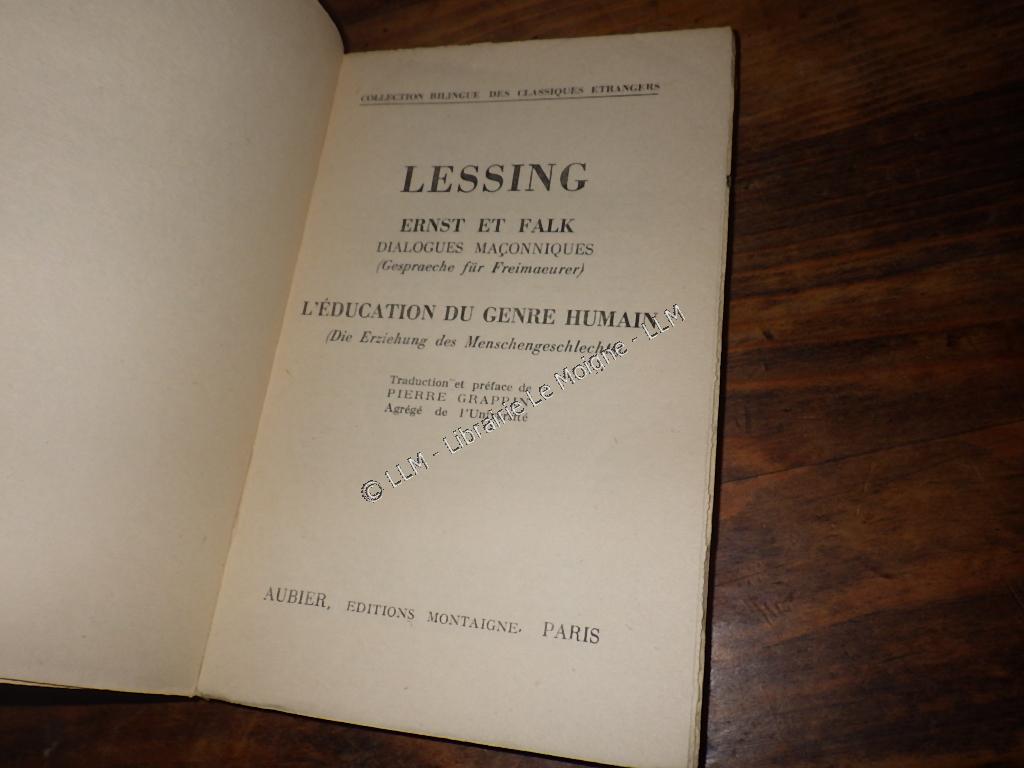 COLLECTION BILINGUE DES CLASSIQUES ETRANGERS
LESSING
ERNST ET FALK
DIALOGUES MAÇONNIQUES
(Gespraeche für Freimaeurer)
L'ÉDUCATION DU GENRE HUMAIN
(Die Erziehung des Menschengeschlechts)
Traduction et préface de
PIERRE GRAPPIN
Agrégé de l'Université
© LLM - Librairie Le Moigne - LLM
AUBIER, EDITIONS MONTAIGNE, PARIS